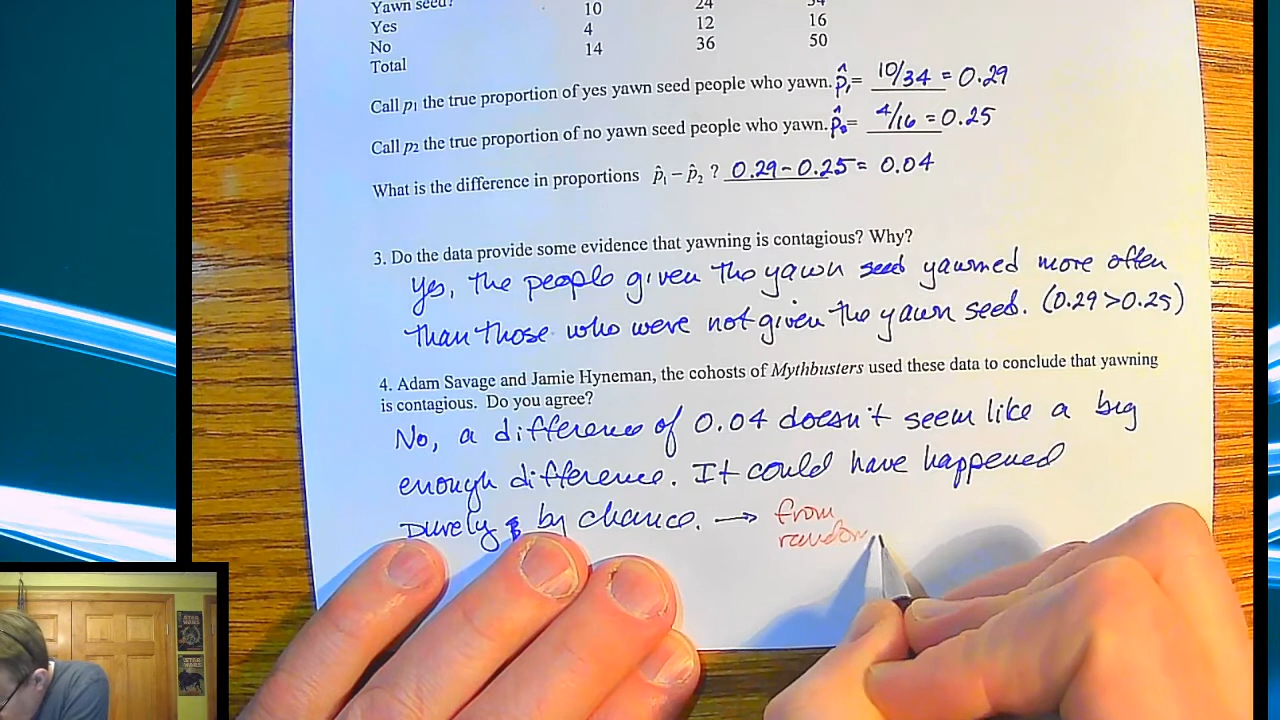 Yawn seed?
10 24 34
Yes 4 12 16
No 14 36 50
Total
Call p1 the true proportion of yes yawn seed people who yawn. p̂1= 10/34 = 0.29
Call p2 the true proportion of no yawn seed people who yawn. p̂2= 4/16 = 0.25
What is the difference in proportions p̂1 – p̂2 ? 0.29-0.25 = 0.04
3. Do the data provide some evidence that yawning is contagious? Why?
Yes, the people given the yawn seed yawned more often
than those who were not given the yawn seed. (0.29>0.25)
4. Adam Savage and Jamie Hyneman, the cohosts of Mythbusters used these data to conclude that yawning
is contagious. Do you agree?
No, a difference of 0.04 doesn't seem like a big
enough difference. It could have happened
purely by chance. → from
random
STAR WARS
STAR WARS